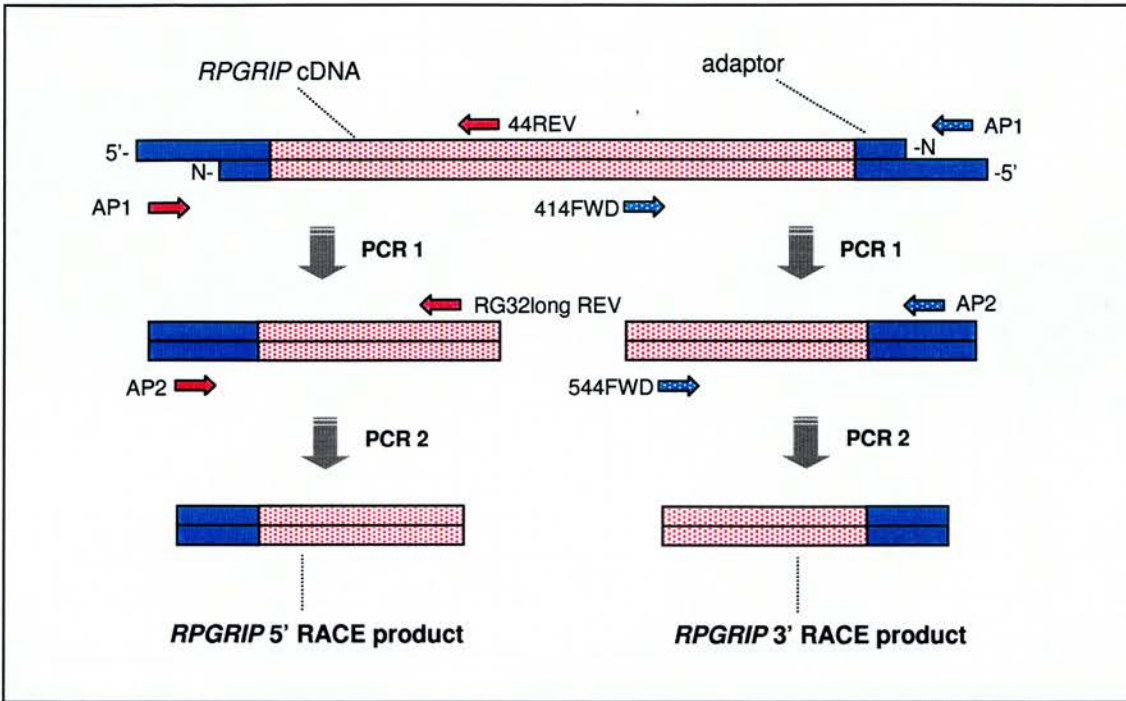 RPGRIP cDNA
adaptor
44REV
AP1
5'-
-N
N-
-5'
AP1
414FWD
PCR 1
PCR 1
RG32long REV
AP2
AP2
544FWD
PCR 2
PCR 2
RPGRIP 5' RACE product
RPGRIP 3' RACE product